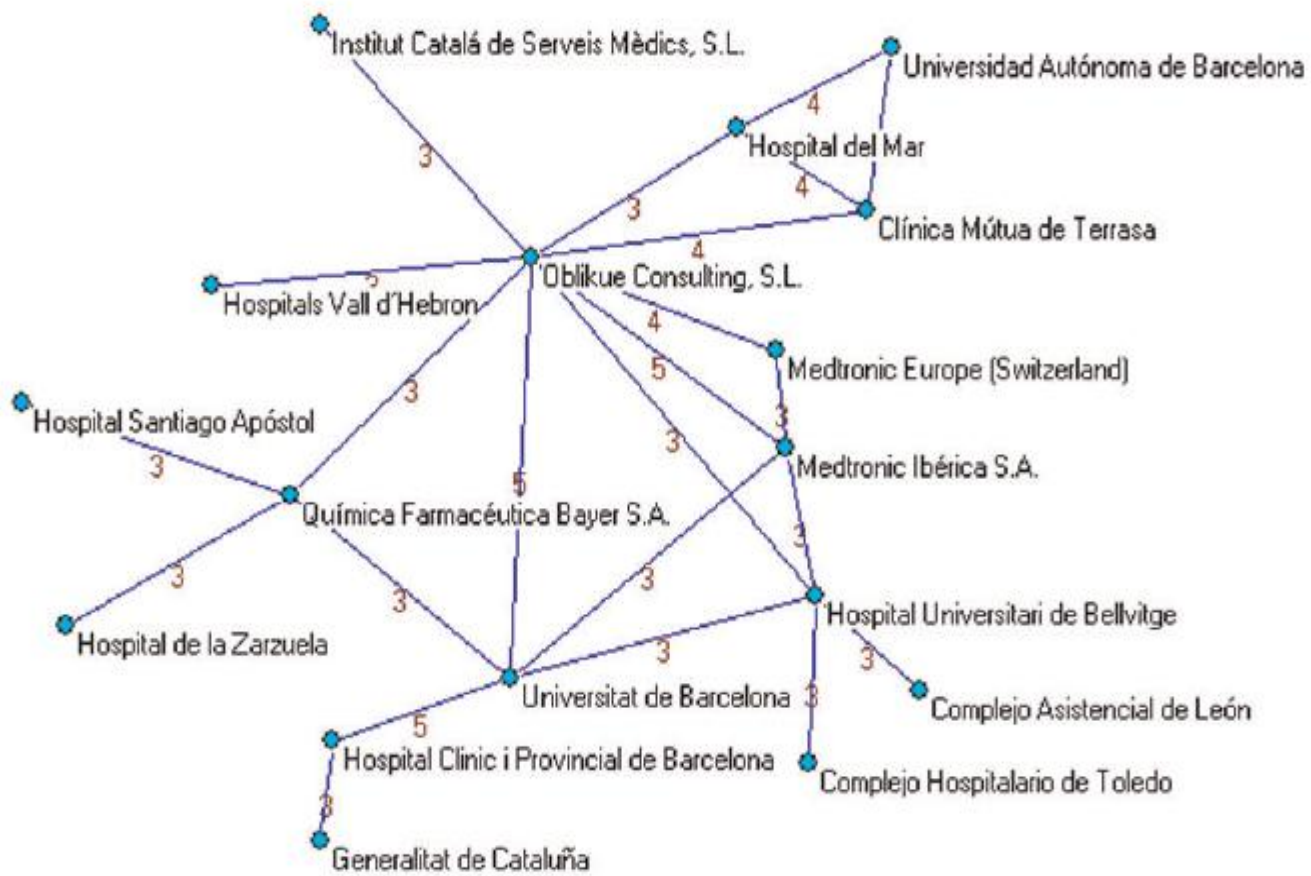 Institut Catalá de Serveis Mèdics, S.L.
Universidad Autónoma de Barcelona
4
Hospital del Mar
3
4
3
Clínica Mútua de Terrasa
4
Oblikue Consulting, S.L.
Hospitals Vall d´Hebron
4
Medtronic Europe (Switzerland)
5
3
3
Hospital Santiago Apóstol
3
3
Medtronic Ibérica S.A.
5
Química Farmacéutica Bayer S.A.
3
3
3
3
Hospital Universitari de Bellvitge
Hospital de la Zarzuela
3
3
Universitat de Barcelona
3
Complejo Asistencial de León
5
Hospital Clinic i Provincial de Barcelona
Complejo Hospitalario de Toledo
3
Generalitat de Cataluña